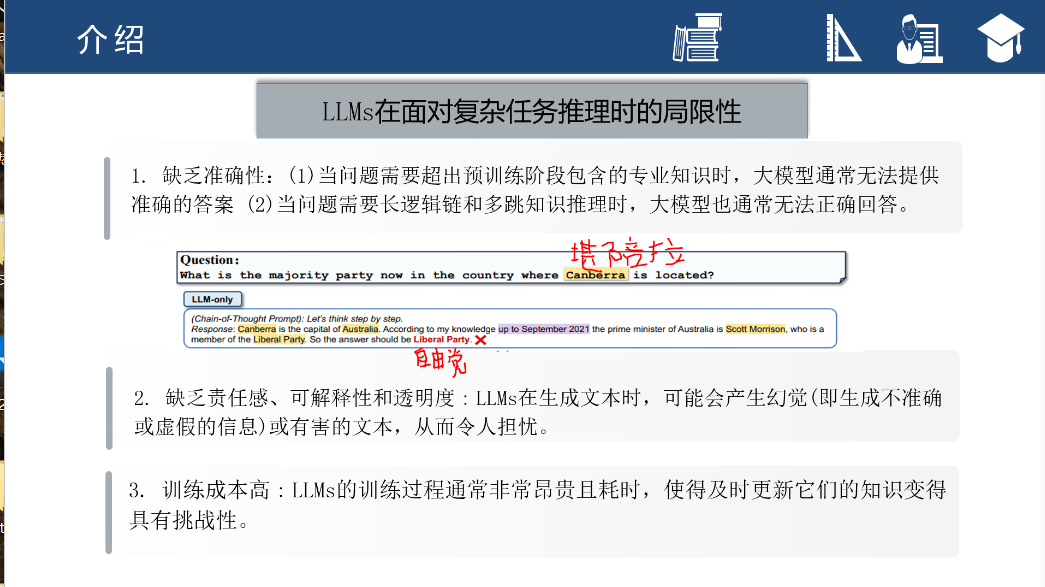 介绍
LLMs在面对复杂任务推理时的局限性
1. 缺乏准确性：(1)当问题需要超出预训练阶段包含的专业知识时，大模型通常无法提供
准确的答案 (2)当问题需要长逻辑链和多跳知识推理时，大模型也通常无法正确回答。
堪培拉
Question:
What is the majority party now in the country where Canberra is located?
LLM-only
(Chain-of-Thought Prompt): Let's think step by step.
Response: Canberra is the capital of Australia. According to my knowledge up to September 2021 the prime minister of Australia is Scott Morrison, who is a
member of the Liberal Party. So the answer should be Liberal Party. ✕
自由党
2. 缺乏责任感、可解释性和透明度：LLMs在生成文本时，可能会产生幻觉(即生成不准确
或虚假的信息)或有害的文本，从而令人担忧。
3. 训练成本高：LLMs的训练过程通常非常昂贵且耗时，使得及时更新它们的知识变得
具有挑战性。